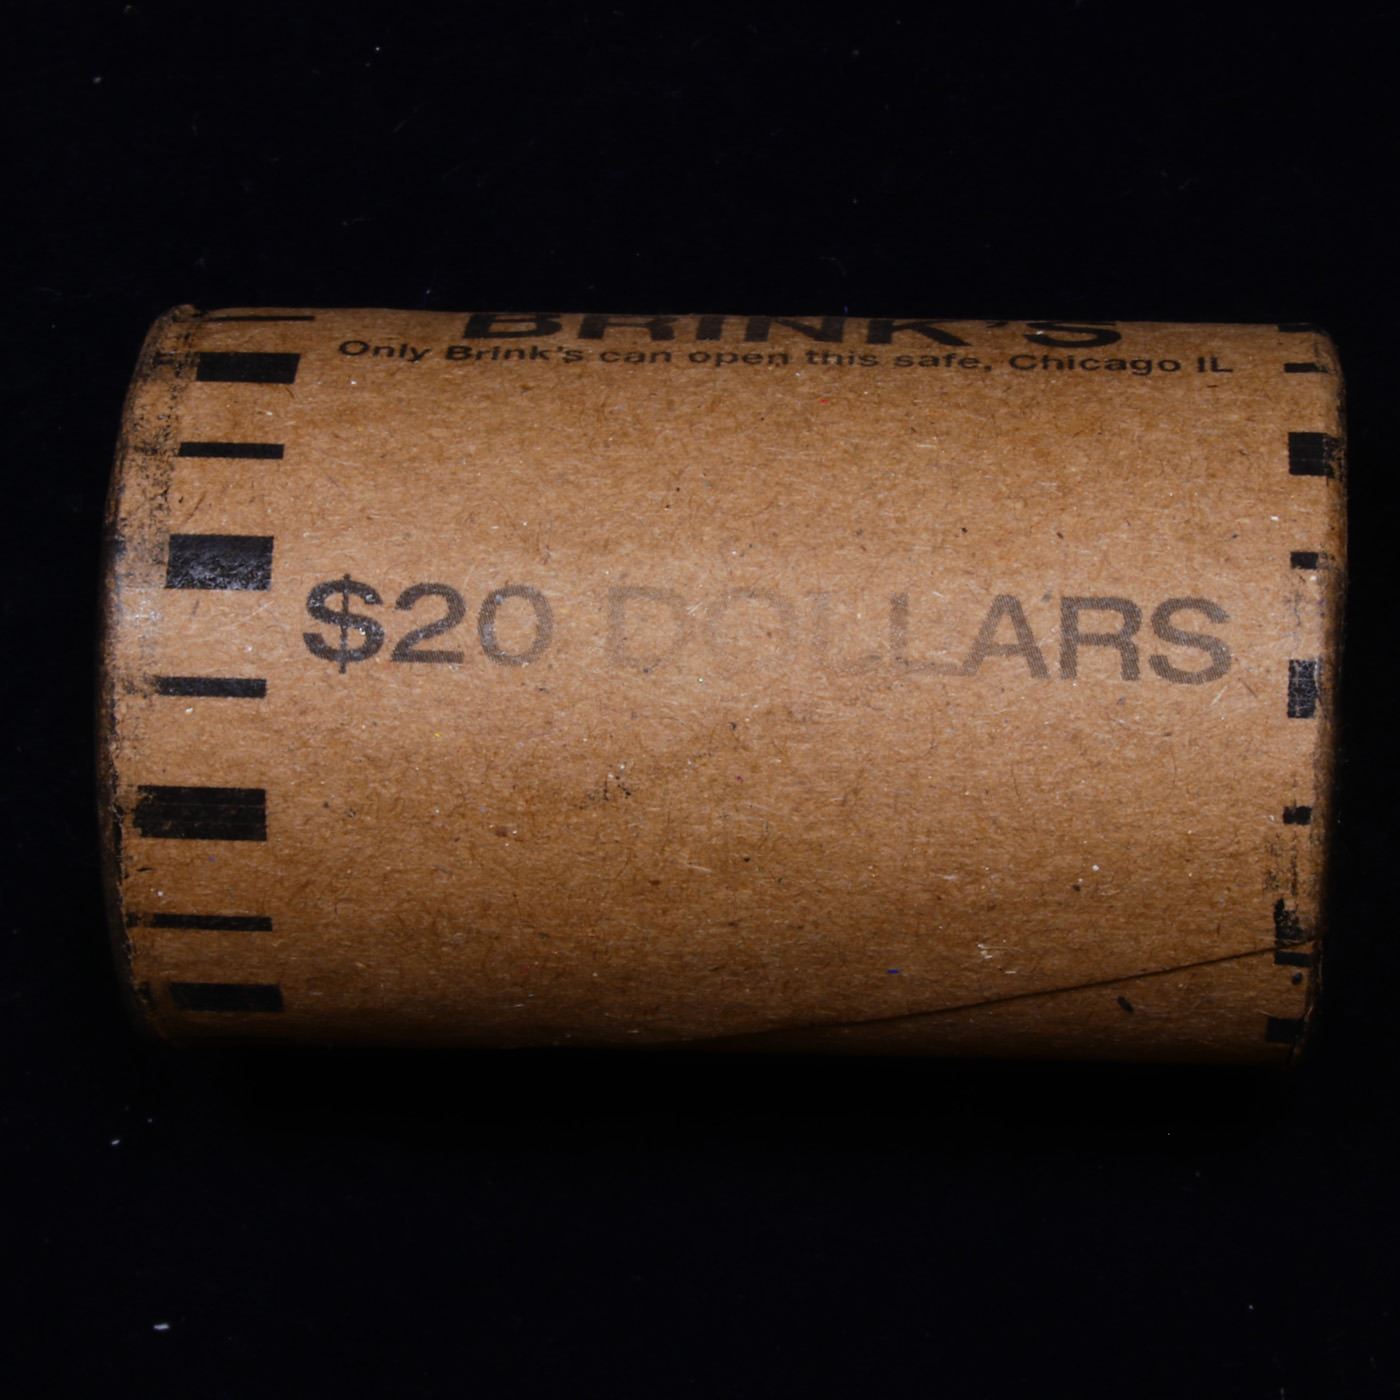 BRINK'S
Only Brink's can open this safe, Chicago IL
$20 DOLLARS